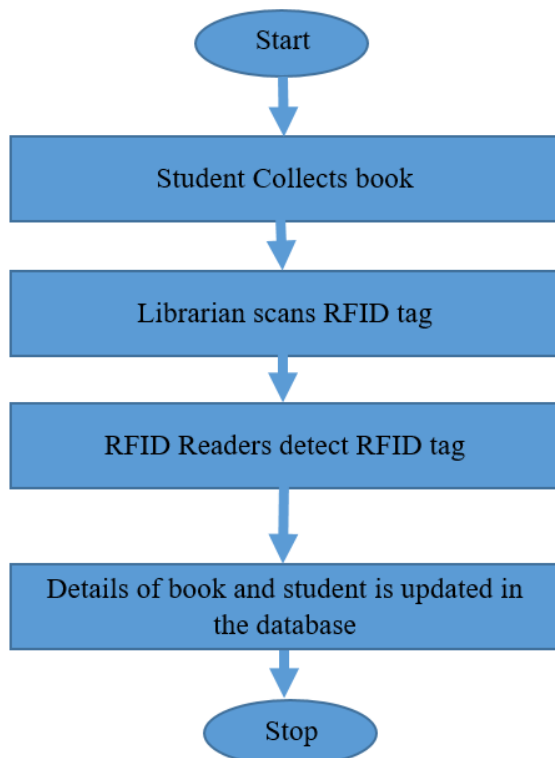 Start
Student Collects book
Librarian scans RFID tag
RFID Readers detect RFID tag
Details of book and student is updated in
the database
Stop